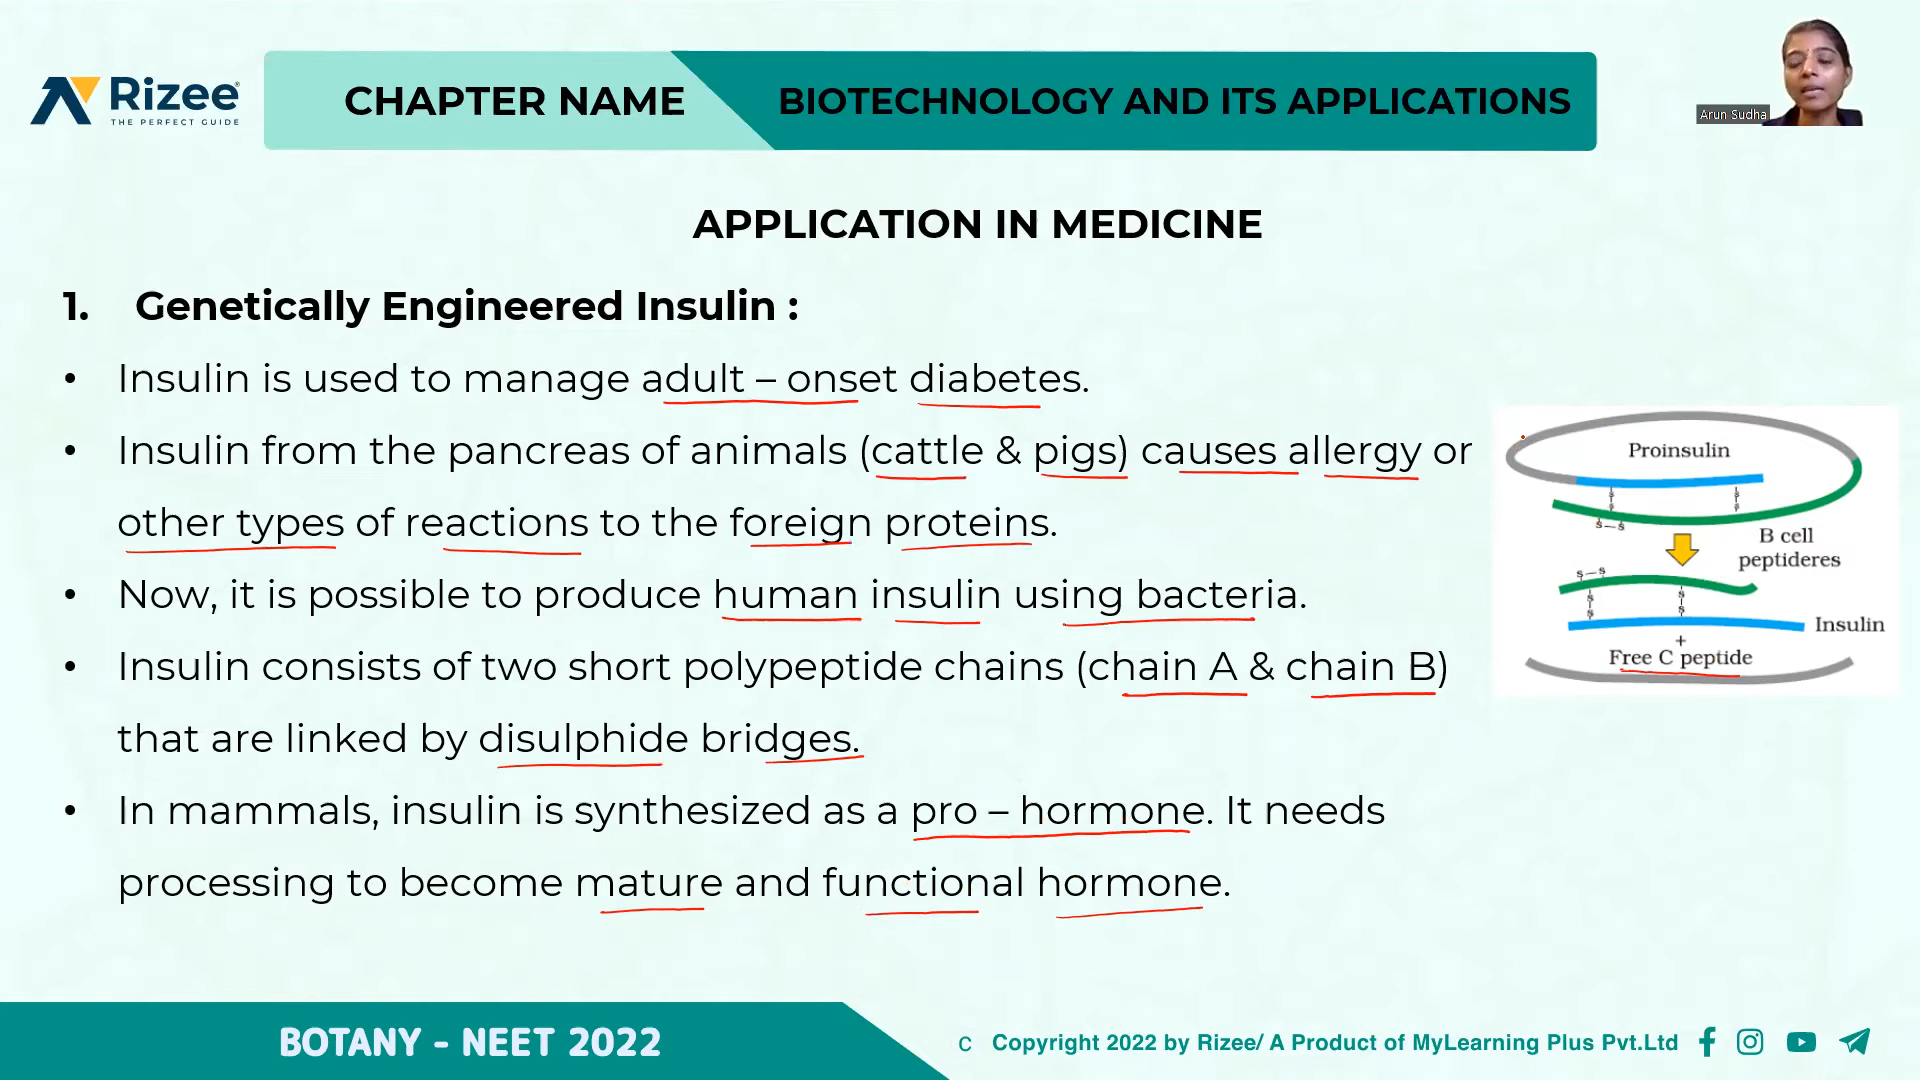 Rizee
THE PERFECT GUIDE
CHAPTER NAME
BIOTECHNOLOGY AND ITS APPLICATIONS
Arun Sudha
APPLICATION IN MEDICINE
1. Genetically Engineered Insulin :
• Insulin is used to manage adult – onset diabetes.
• Insulin from the pancreas of animals (cattle & pigs) causes allergy or
other types of reactions to the foreign proteins.
• Now, it is possible to produce human insulin using bacteria.
• Insulin consists of two short polypeptide chains (chain A & chain B)
that are linked by disulphide bridges.
• In mammals, insulin is synthesized as a pro – hormone. It needs
processing to become mature and functional hormone.
Proinsulin
s s
s s
s–s
B cell
peptideres
s–s
s s
s s
Insulin
+
Free C peptide
BOTANY - NEET 2022
C Copyright 2022 by Rizee/ A Product of MyLearning Plus Pvt.Ltd